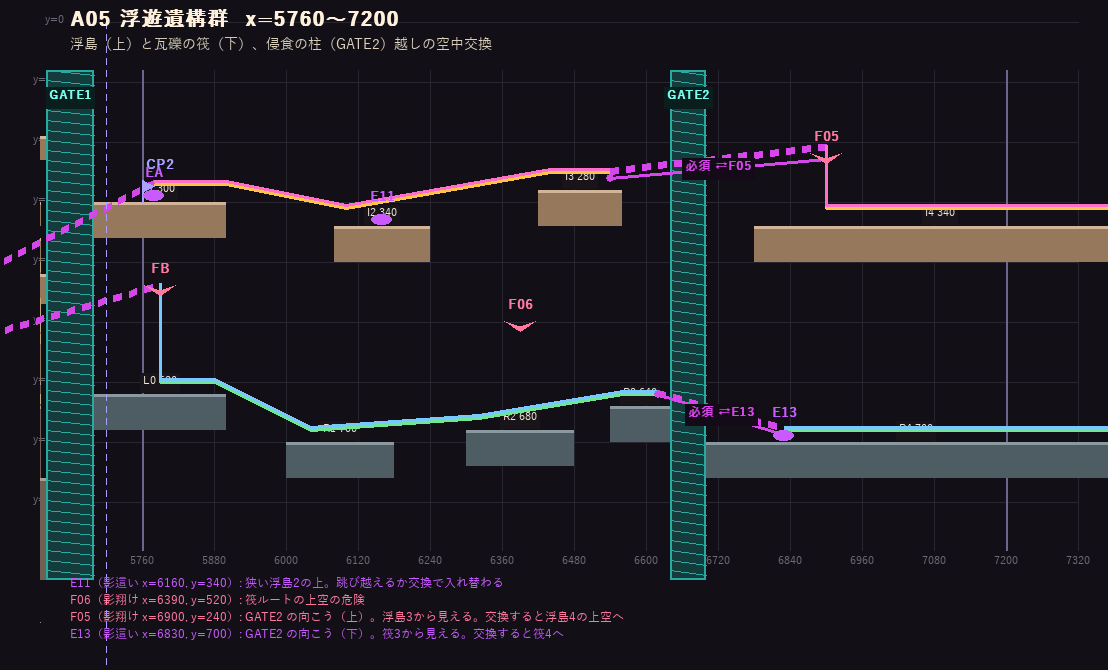 y=0 A05 浮遊遺構群 x=5760〜7200
浮島（上）と瓦礫の筏（下）、侵食の柱（GATE2）越しの空中交換
y=
GATE1
GATE2
y=
F05
CP2
必須 ⇄F05
EA
300
I3 280
E11
y=
I2 340
I4 340
y=
FB
F06
y=
L0
必須 ⇄E13
E13
R2 680
y=
y=
5760 5880 6000 6120 6240 6360 6480 6600 6720 6840 6960 7080 7200 7320
E11（影這い x=6160, y=340）: 狭い浮島2の上。跳び越えるか交換で入れ替わる
F06（影翔け x=6390, y=520）: 筏ルートの上空の危険
F05（影翔け x=6900, y=240）: GATE2 の向こう（上）。浮島3から見える。交換すると浮島4の上空へ
E13（影這い x=6830, y=700）: GATE2 の向こう（下）。筏3から見える。交換すると筏4へ